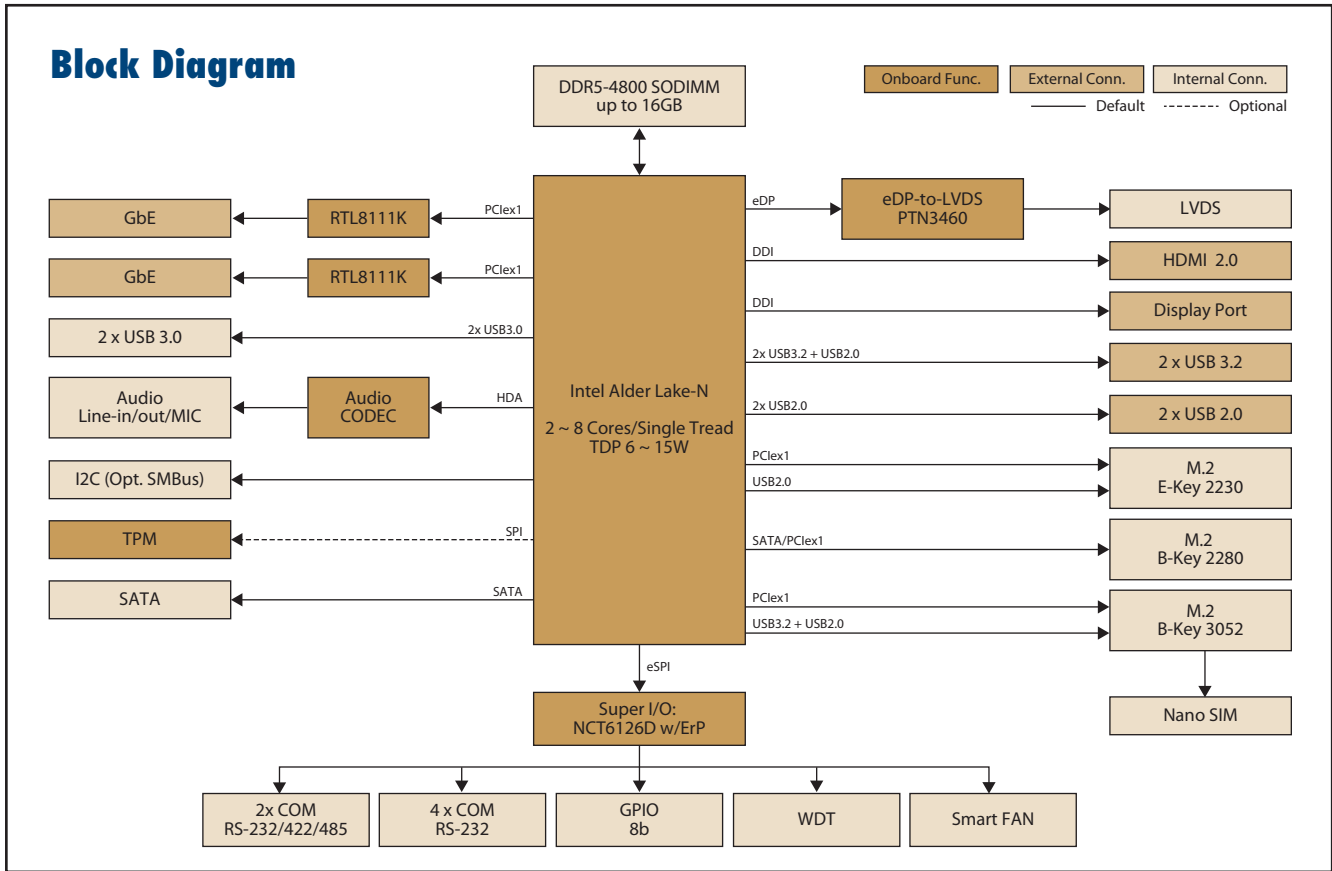 Block Diagram
DDR5-4800 SODIMM
up to 16GB
Onboard Func.
External Conn.
Internal Conn.
Default
Optional
GbE
RTL8111K
PCIex1
GbE
RTL8111K
PCIex1
2 x USB 3.0
2x USB3.0
Audio
Line-in/out/MIC
Audio
CODEC
HDA
I2C (Opt. SMBus)
TPM
SPI
SATA
SATA
Intel Alder Lake-N
2 ~ 8 Cores/Single Tread
TDP 6 ~ 15W
eDP
eDP-to-LVDS
PTN3460
LVDS
DDI
HDMI 2.0
DDI
Display Port
2x USB3.2 + USB2.0
2 x USB 3.2
2x USB2.0
2 x USB 2.0
PCIex1
USB2.0
M.2
E-Key 2230
SATA/PCIex1
M.2
B-Key 2280
PCIex1
USB3.2 + USB2.0
M.2
B-Key 3052
Nano SIM
eSPI
Super I/O:
NCT6126D w/ErP
2x COM
RS-232/422/485
4 x COM
RS-232
GPIO
8b
WDT
Smart FAN